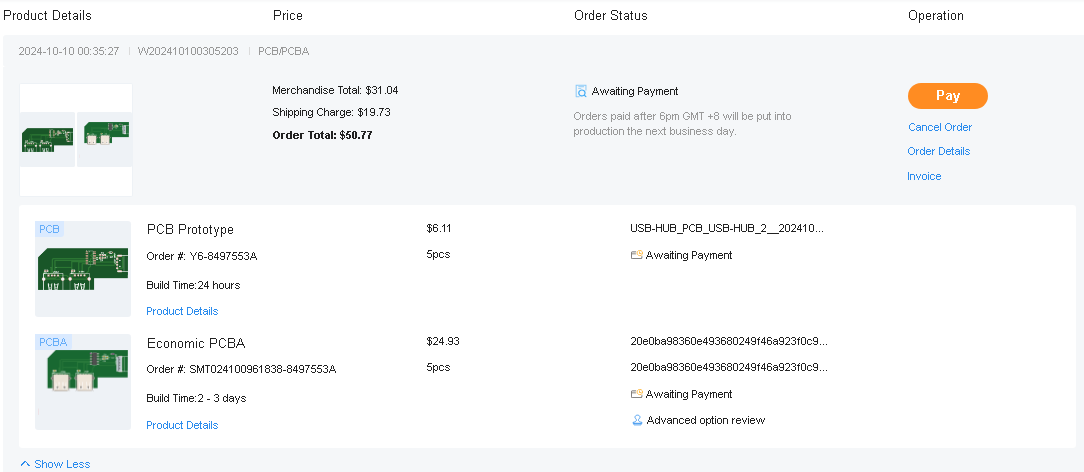 Product Details Price Order Status Operation
2024-10-10 00:35:27 W202410100305203 PCB/PCBA
Merchandise Total: $31.04
Shipping Charge: $19.73
Order Total: $50.77
Awaiting Payment
Orders paid after 6pm GMT +8 will be put into
production the next business day.
Pay
Cancel Order
Order Details
Invoice
PCB
PCB Prototype
Order #: Y6-8497553A
Build Time:24 hours
Product Details
$6.11
5pcs
USB-HUB_PCB_USB-HUB_2__202410...
Awaiting Payment
PCBA
Economic PCBA
Order #: SMT024100961838-8497553A
Build Time:2 - 3 days
Product Details
$24.93
5pcs
20e0ba98360e493680249f46a923f0c9...
20e0ba98360e493680249f46a923f0c9...
Awaiting Payment
Advanced option review
Show Less